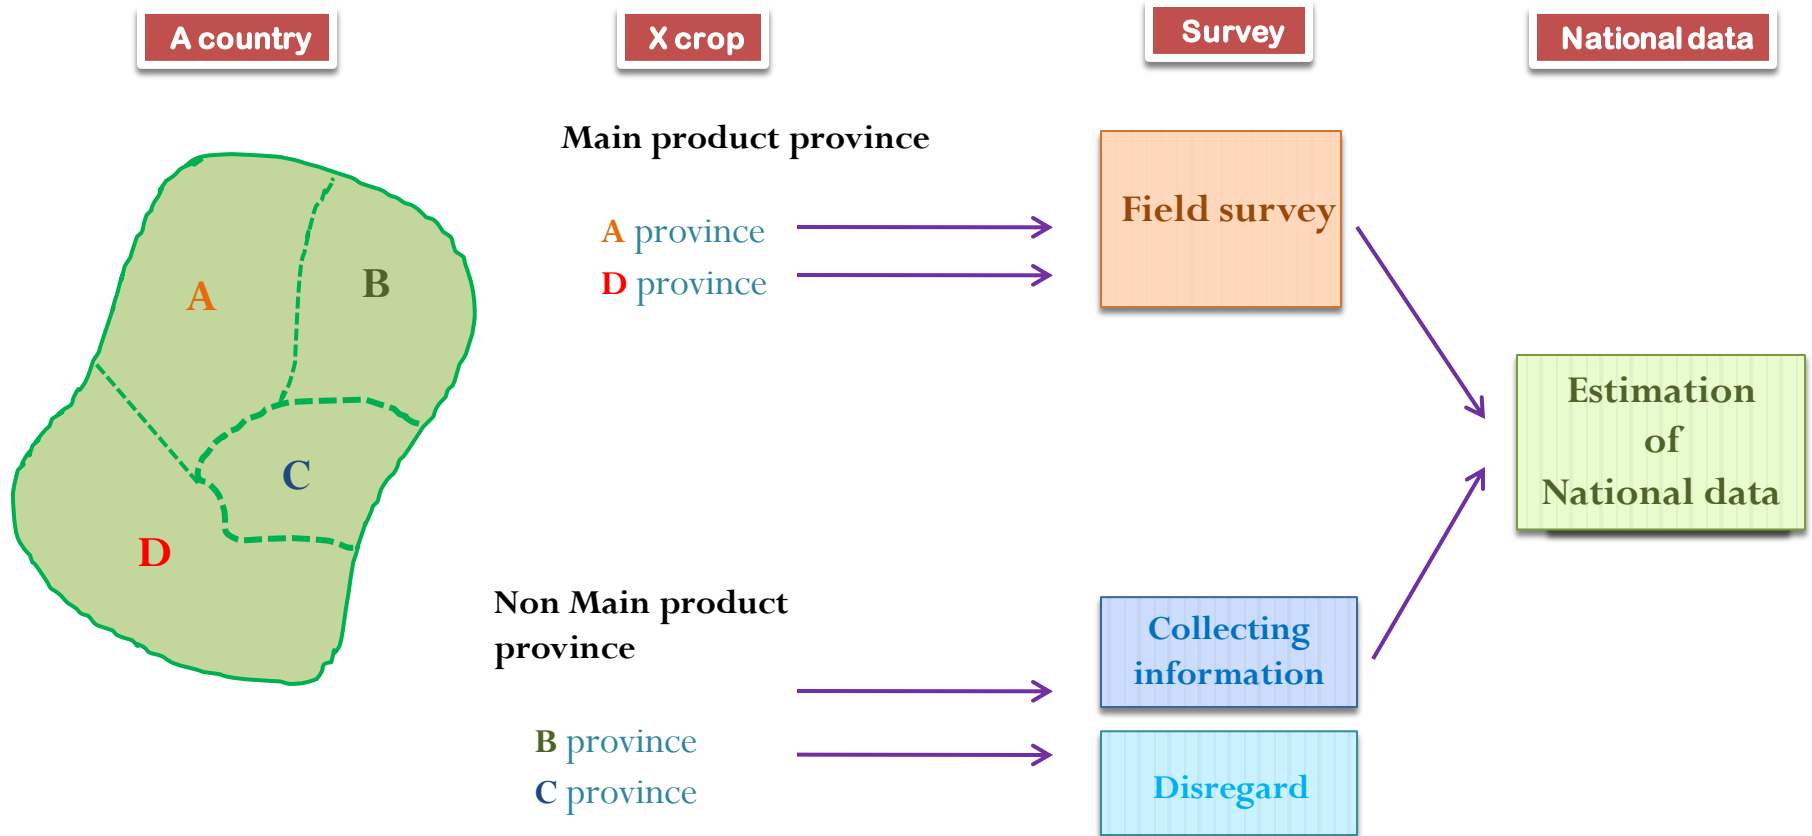 A country
X crop
Survey
National data
Main product province
A province
D province
Field survey
A
B
C
D
Estimation
of
National data
Non Main product
province
B province
C province
Collecting
information
Disregard